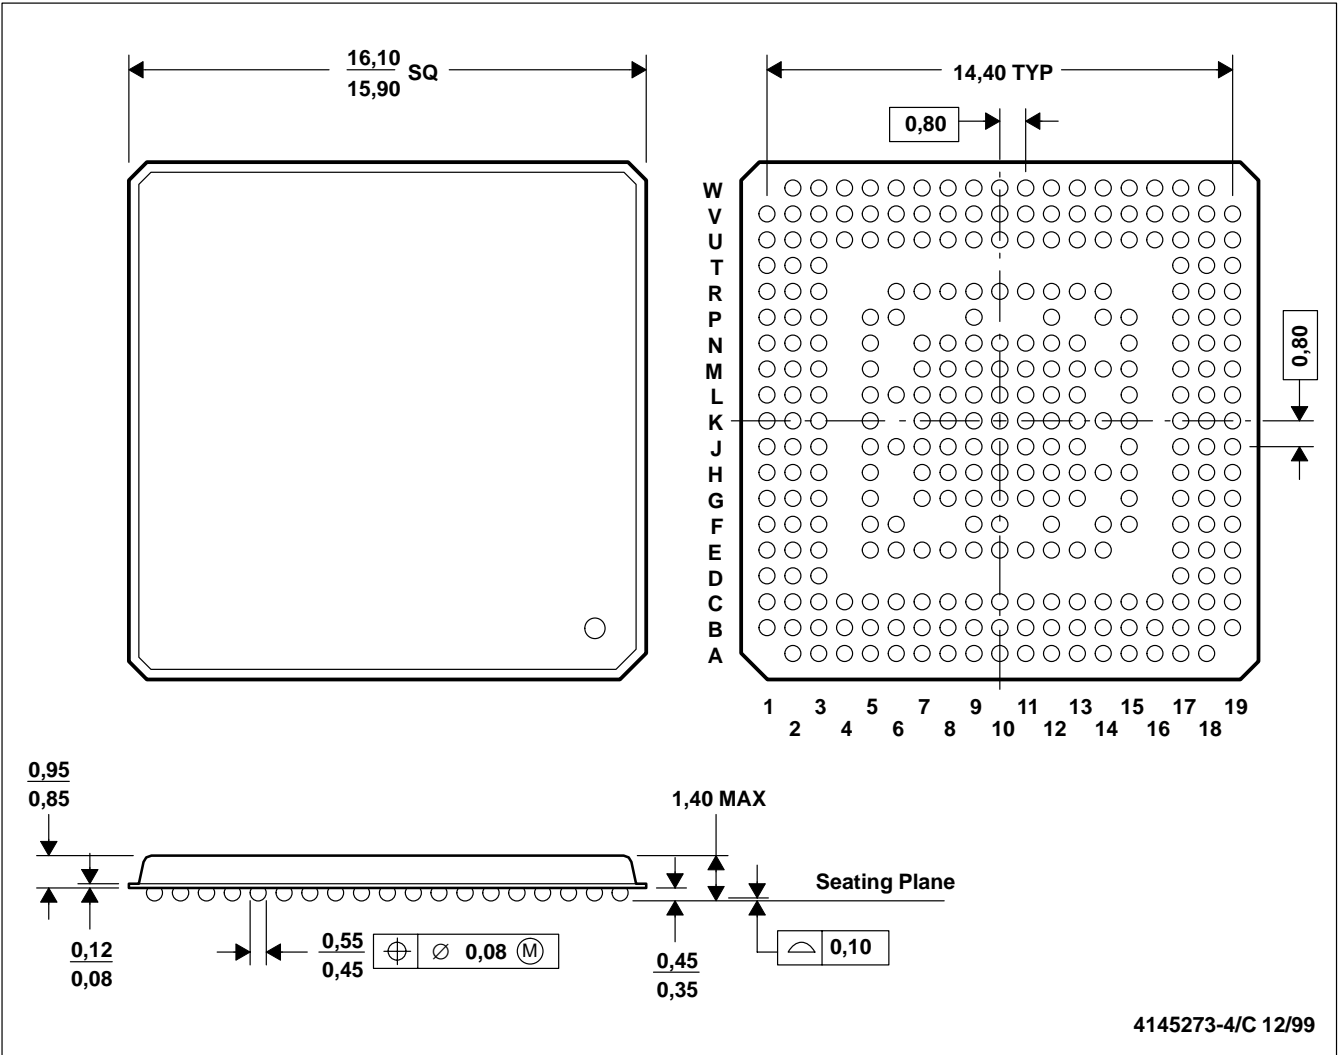 16,10
15,90
SQ
14,40 TYP
0,80
W
V
U
T
R
P
N
M
L
K
J
H
G
F
E
D
C
B
A
0,80
1 3 5 7 9 11 13 15 17 19
2 4 6 8 10 12 14 16 18
0,95
0,85
1,40 MAX
Seating Plane
0,12
0,08
0,55
0,45
⌀ 0,08 Ⓜ
0,45
0,35
0,10
4145273-4/C 12/99